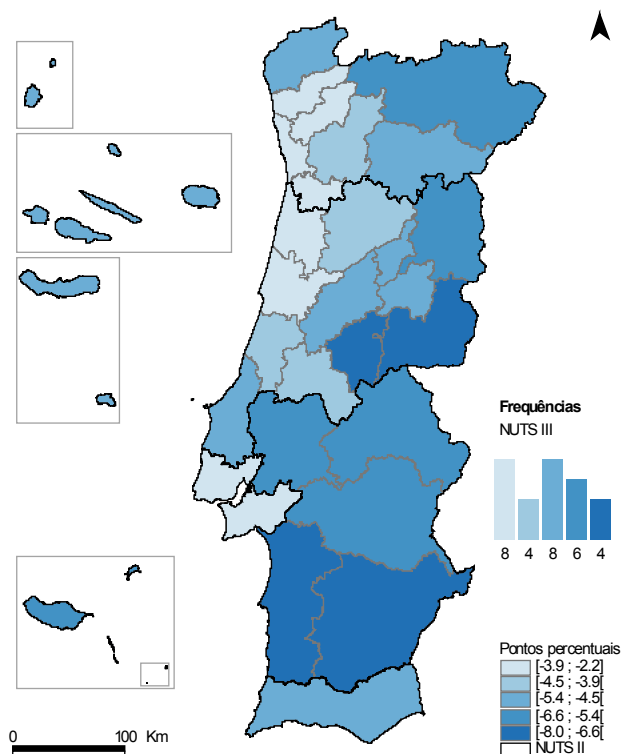 Frequências
NUTS III
8 4 8 6 4
Pontos percentuais
[-3.9 ; -2.2]
[-4.5 ; -3.9[
[-5.4 ; -4.5[
[-6.6 ; -5.4[
[-8.0 ; -6.6[
NUTS II
0 100 Km